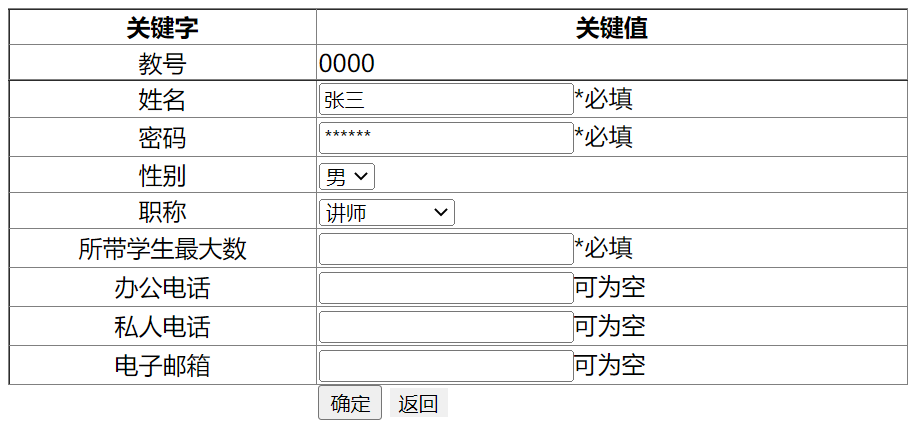 关键字 关键值
教号 0000
姓名 张三 *必填
密码 ****** *必填
性别 男
职称 讲师
所带学生最大数 *必填
办公电话 可为空
私人电话 可为空
电子邮箱 可为空
确定 返回